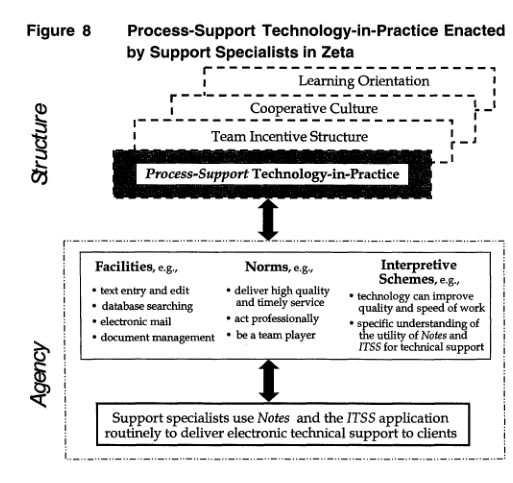 Figure 8 Process-Support Technology-in-Practice Enacted
by Support Specialists in Zeta
Structure
Learning Orientation
Cooperative Culture
Team Incentive Structure
Process-Support Technology-in-Practice
Agency
Facilities, e.g.,
• text entry and edit
• database searching
• electronic mail
• document management
Norms, e.g.,
• deliver high quality
and timely service
• act professionally
• be a team player
Interpretive
Schemes, e.g.,
• technology can improve
quality and speed of work
• specific understanding of
the utility of Notes and
ITSS for technical support
Support specialists use Notes and the ITSS application
routinely to deliver electronic technical support to clients